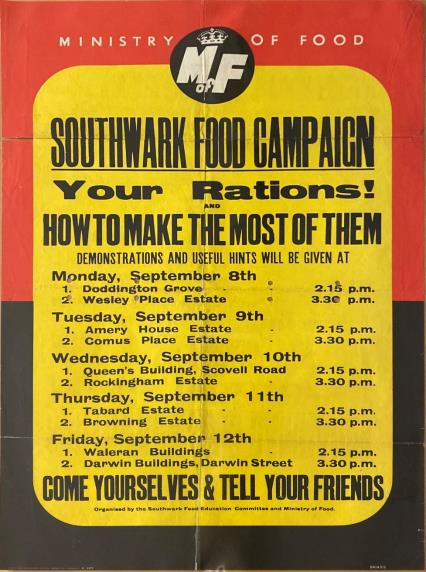 MINISTRY OF FOOD
M of F
SOUTHWARK FOOD CAMPAIGN
Your Rations!
AND
HOW TO MAKE THE MOST OF THEM
DEMONSTRATIONS AND USEFUL HINTS WILL BE GIVEN AT
Monday, September 8th
1. Doddington Grove - - 2.15 p.m.
2. Wesley Place Estate - 3.30 p.m.
Tuesday, September 9th
1. Amery House Estate - 2.15 p.m.
2. Comus Place Estate - 3.30 p.m.
Wednesday, September 10th
1. Queen's Building, Scovell Road 2.15 p.m.
2. Rockingham Estate - 3.30 p.m.
Thursday, September 11th
1. Tabard Estate - - 2.15 p.m.
2. Browning Estate - - 3.30 p.m.
Friday, September 12th
1. Waleran Buildings - 2.15 p.m.
2. Darwin Buildings, Darwin Street 3.30 p.m.
COME YOURSELVES & TELL YOUR FRIENDS
Organised by the Southwark Food Education Committee and Ministry of Food.